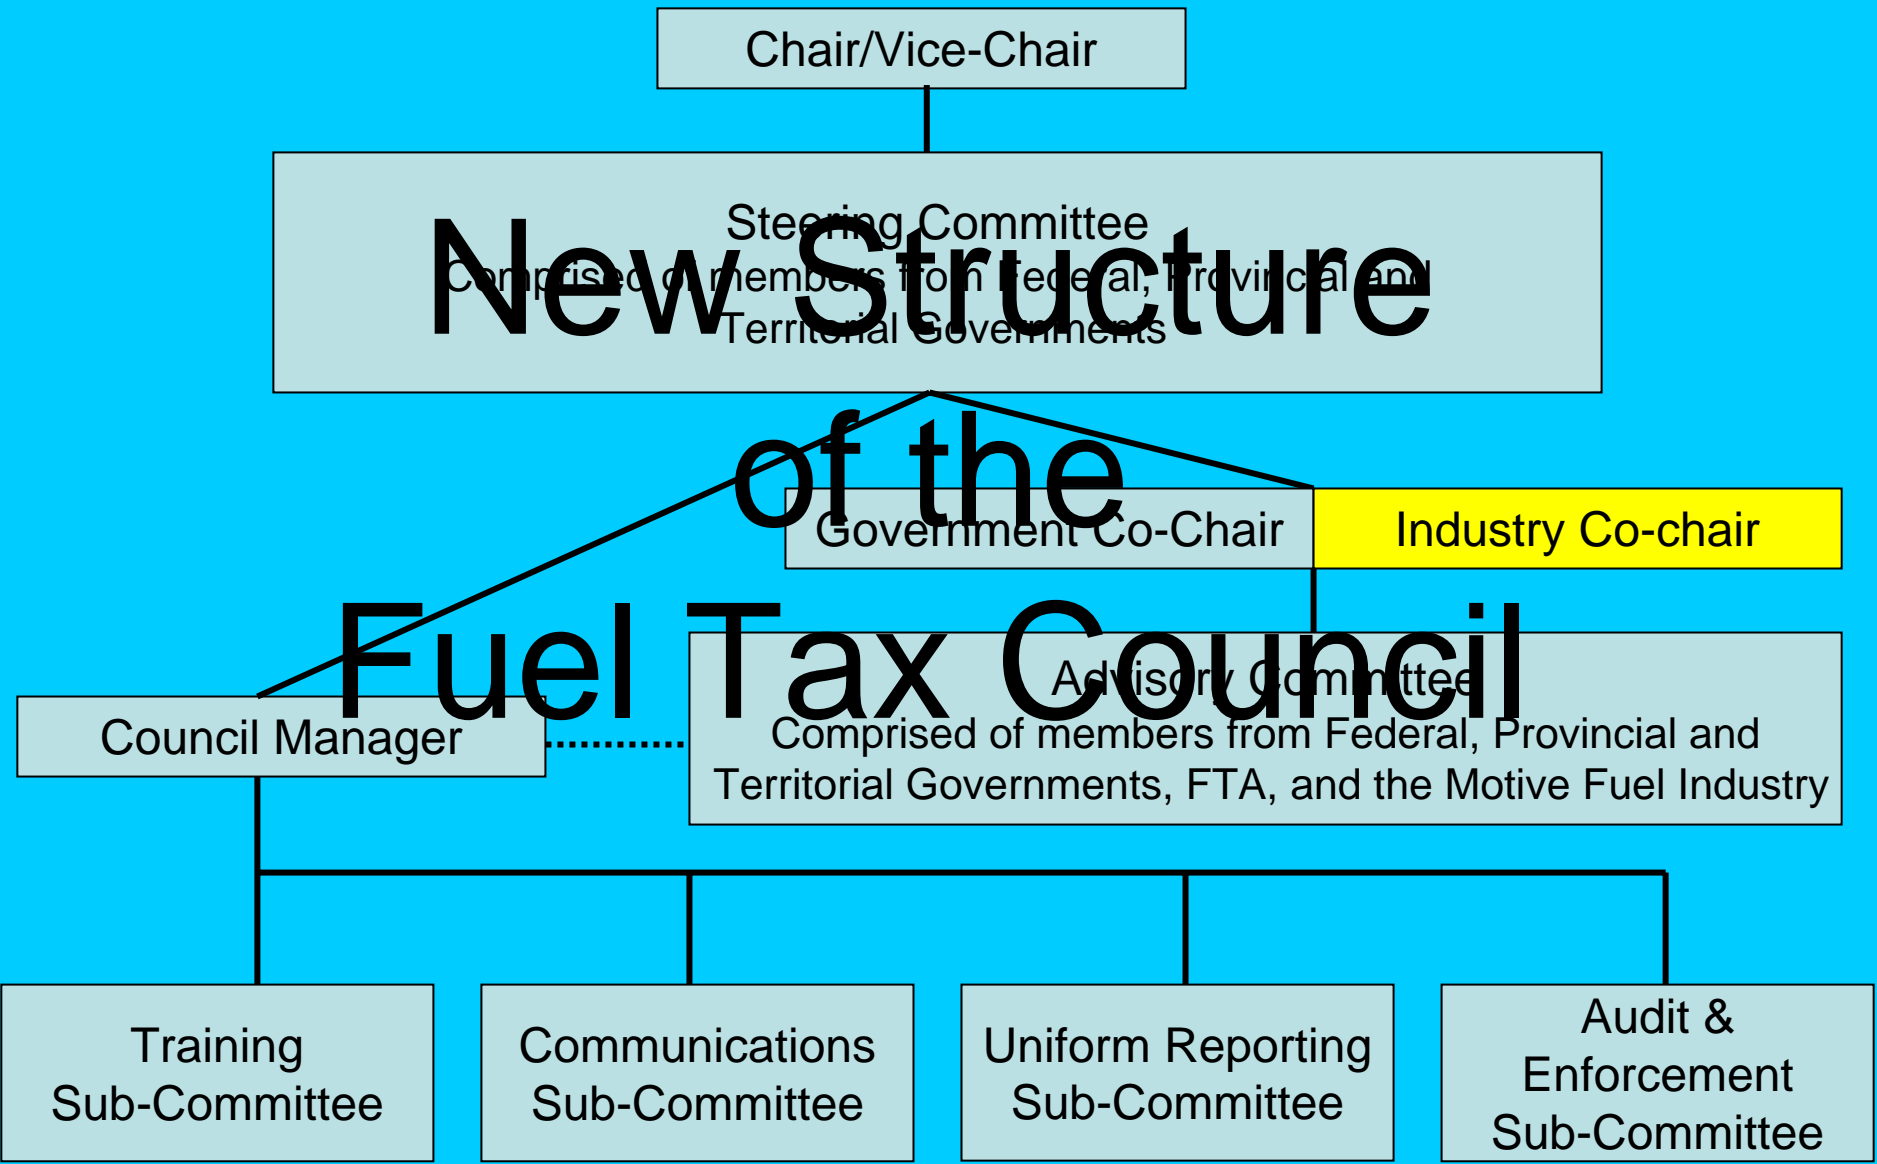 Chair/Vice-Chair
Steering Committee
Comprised of members from Federal, Provincial and
Territorial Governments
New Structure
of the
Fuel Tax Council
Government Co-Chair
Industry Co-chair
Advisory Committee
Comprised of members from Federal, Provincial and
Territorial Governments, FTA, and the Motive Fuel Industry
Council Manager
Training
Sub-Committee
Communications
Sub-Committee
Uniform Reporting
Sub-Committee
Audit &
Enforcement
Sub-Committee